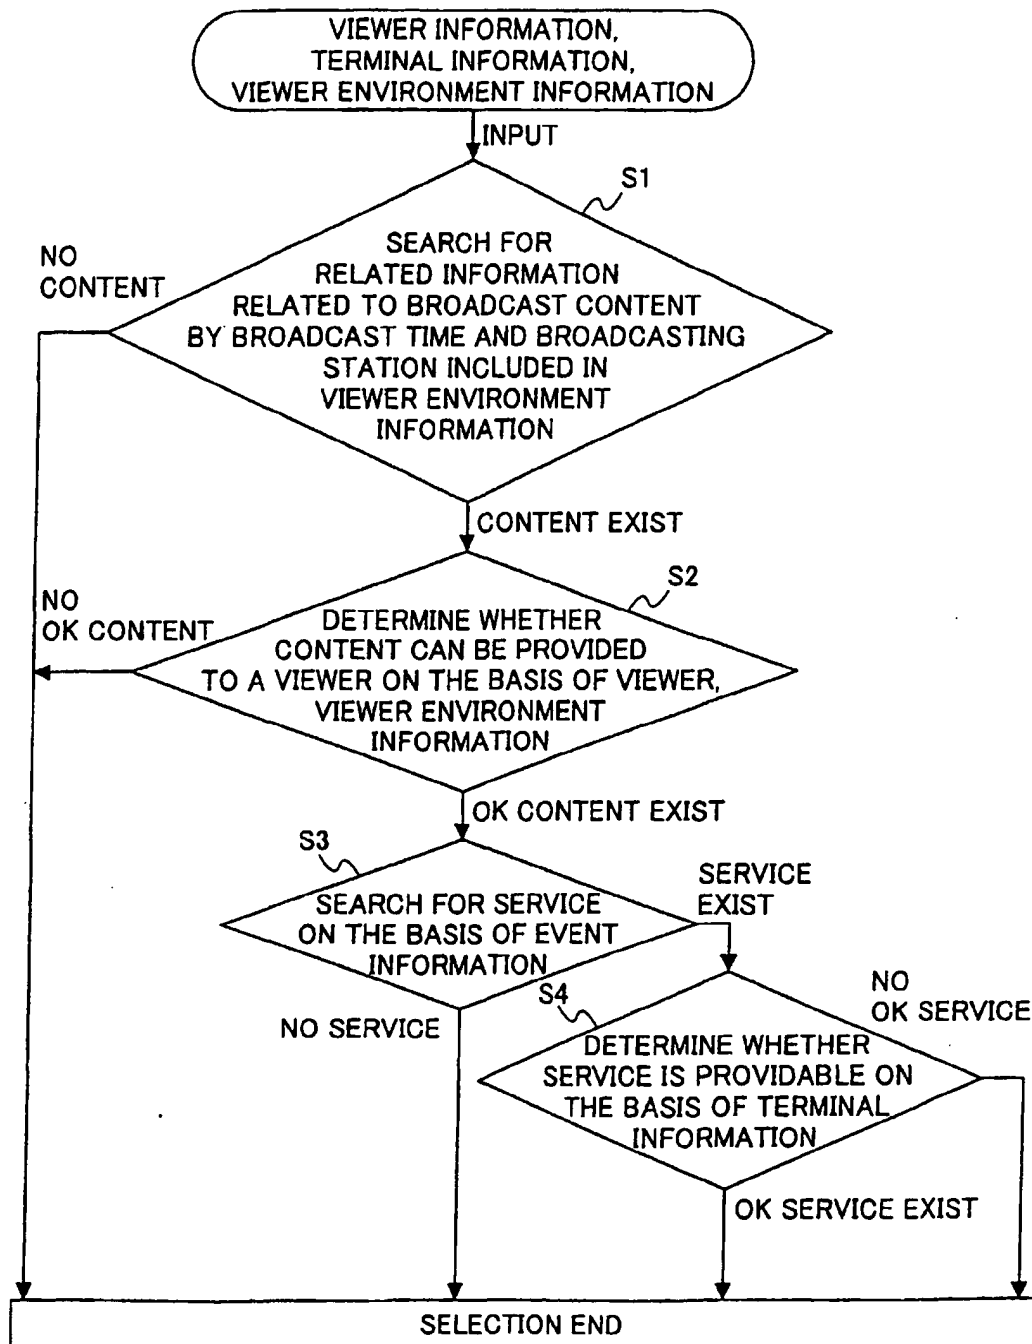 VIEWER INFORMATION,
TERMINAL INFORMATION,
VIEWER ENVIRONMENT INFORMATION
INPUT
S1
NO
CONTENT
SEARCH FOR
RELATED INFORMATION
RELATED TO BROADCAST CONTENT
BY BROADCAST TIME AND BROADCASTING
STATION INCLUDED IN
VIEWER ENVIRONMENT
INFORMATION
CONTENT EXIST
S2
NO
OK CONTENT
DETERMINE WHETHER
CONTENT CAN BE PROVIDED
TO A VIEWER ON THE BASIS OF VIEWER,
VIEWER ENVIRONMENT
INFORMATION
OK CONTENT EXIST
S3
SERVICE
EXIST
SEARCH FOR SERVICE
ON THE BASIS OF EVENT
INFORMATION
NO SERVICE
S4
NO
OK SERVICE
DETERMINE WHETHER
SERVICE IS PROVIDABLE ON
THE BASIS OF TERMINAL
INFORMATION
OK SERVICE EXIST
SELECTION END